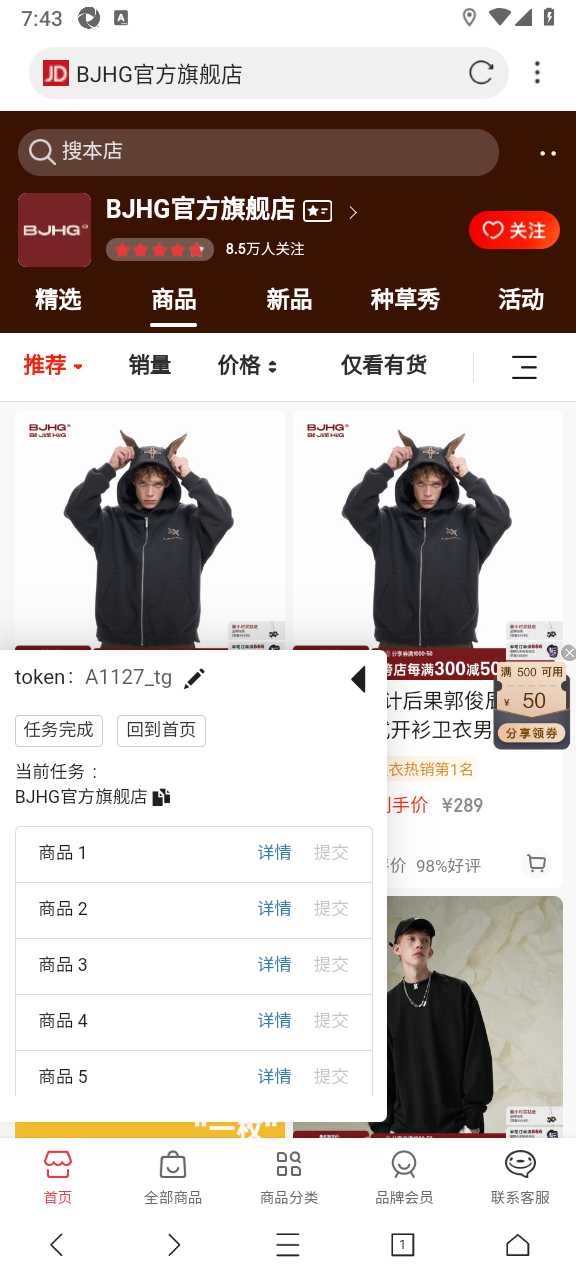 7:43
A
JD BJHG官方旗舰店
搜本店
BJHG
BJHG官方旗舰店
8.5万人关注
关注
精选 商品 新品 种草秀 活动
推荐 销量 价格 仅看有货
BJHG
BJHG
满 500 可用
¥ 50
分享领券
token: A1127_tg
任务完成 回到首页
当前任务 :
BJHG官方旗舰店
商品 1 详情 提交
商品 2 详情 提交
商品 3 详情 提交
商品 4 详情 提交
商品 5 详情 提交
店每满300减50
计后果郭俊辰
开衫卫衣男
衣热销第1名
到手价 ¥289
评价 98%好评
首页 全部商品 商品分类 品牌会员 联系客服
1